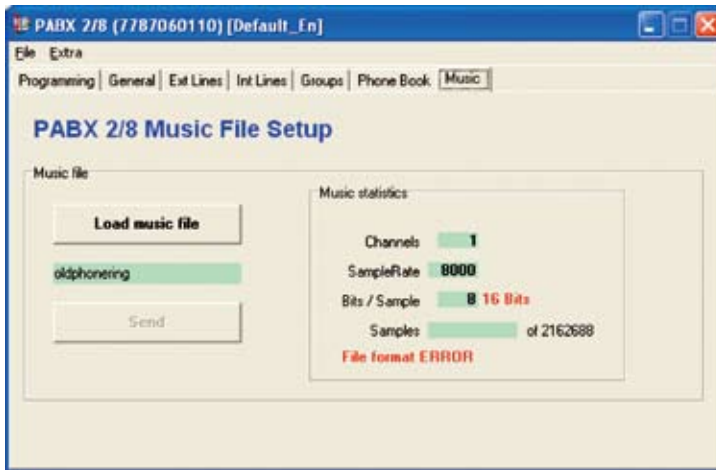 PABX 2/8 (7787060110) [Default_En]
File Extra
Programming General Ext Lines Int Lines Groups Phone Book Music
PABX 2/8 Music File Setup
Music file
Load music file
oldphonering
Send
Music statistics
Channels 1
SampleRate 8000
Bits / Sample 8 16 Bits
Samples of 2162688
File format ERROR